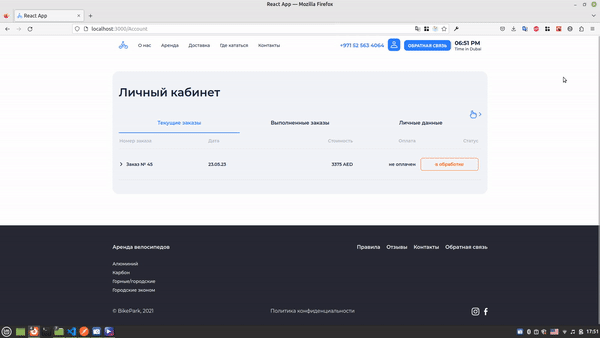 React App — Mozilla Firefox
React App
localhost:3000/Account
О нас Аренда Доставка Где кататься Контакты
+971 52 563 4064
ОБРАТНАЯ СВЯЗЬ
06:51 PM
Time in Dubai
Личный кабинет
Текущие заказы Выполненные заказы Личные данные
Номер заказа Дата Стоимость Оплата Статус
Заказ № 45 23.05.23 3375 AED не оплачен в обработке
Аренда велосипедов
Правила Отзывы Контакты Обратная связь
Алюминий
Карбон
Горные/городские
Городские эконом
© BikePark, 2021
Политика конфиденциальности
17:51